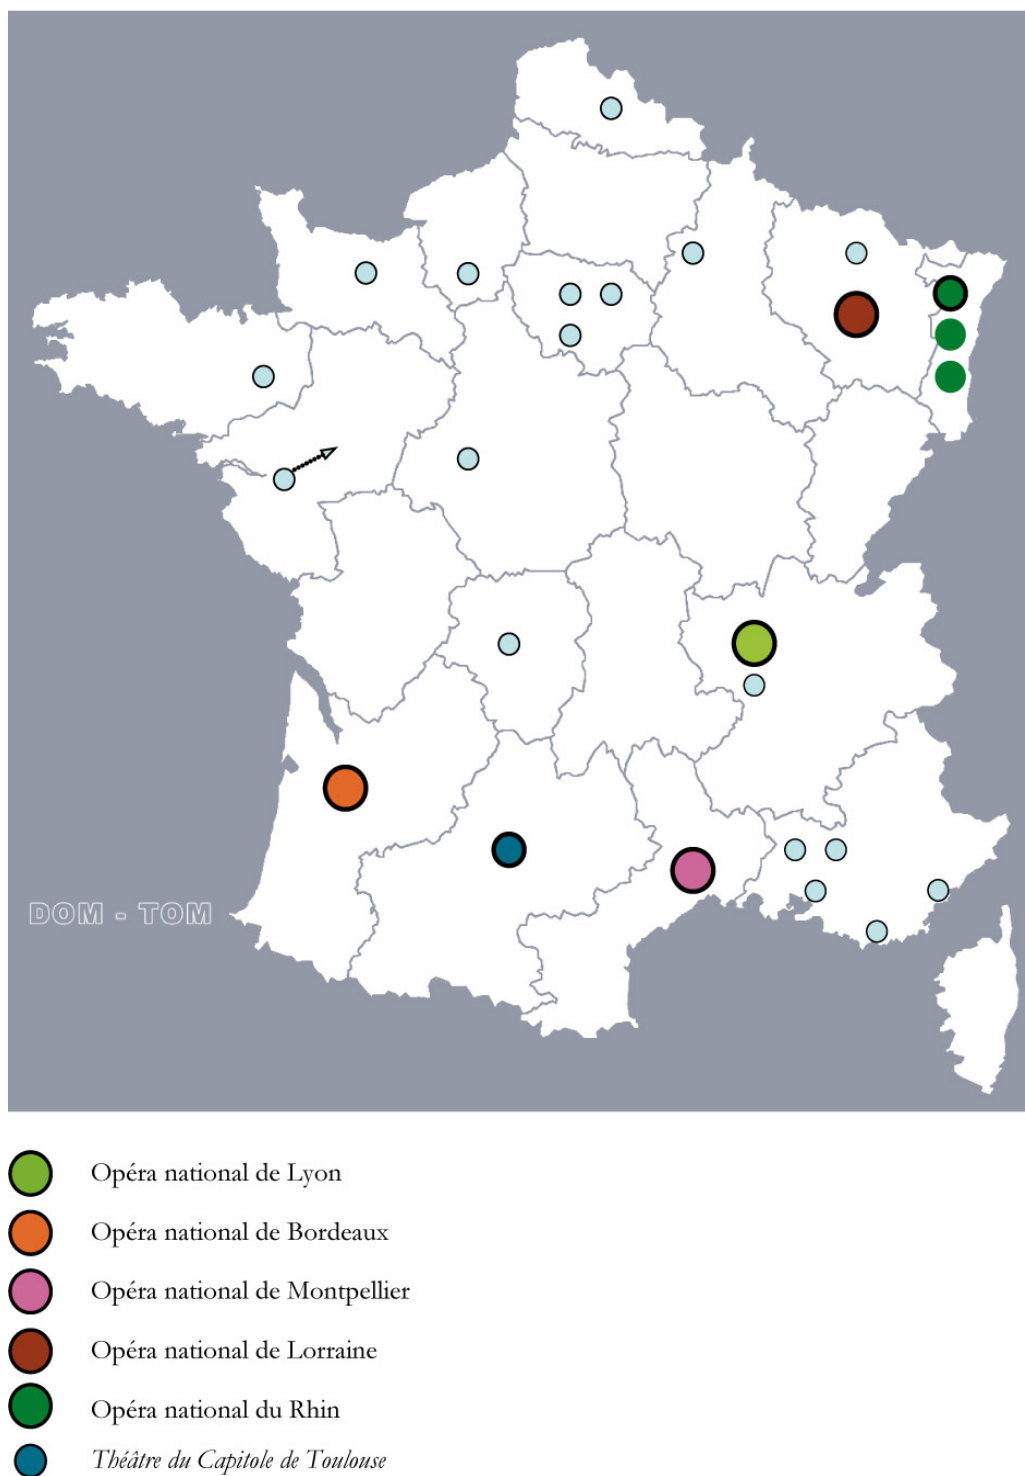 DOM - TOM
Opéra national de Lyon
Opéra national de Bordeaux
Opéra national de Montpellier
Opéra national de Lorraine
Opéra national du Rhin
Théâtre du Capitole de Toulouse